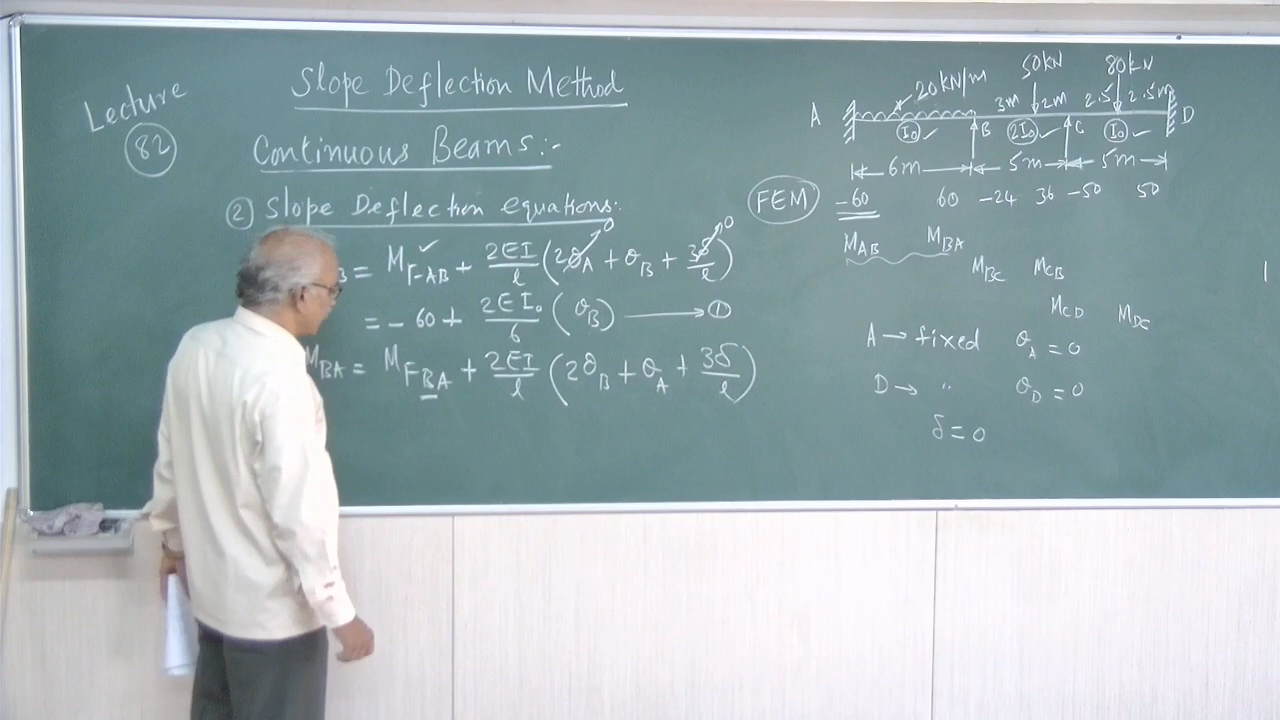 Lecture
82
Slope Deflection Method
Continuous Beams:-
② Slope Deflection equations:
= M_F-AB ✓ + 2EI/l (2θ_A→0 + θ_B + 3δ→0/l)
= - 60 + 2EI₀/6 (θ_B) → ①
M_BA = M_FBA + 2EI/l (2θ_B + θ_A + 3δ/l)
50kN 80kN
20kN/m
3m 2m 2.5 2.5m
A B C D
I₀ ✓ 2I₀ ✓ I₀ ✓
6m 5m 5m
FEM -60 60 -24 36 -50 50
M_AB M_BA
M_BC M_CB
M_CD M_DC
A → fixed θ_A = 0
D → " θ_D = 0
δ = 0